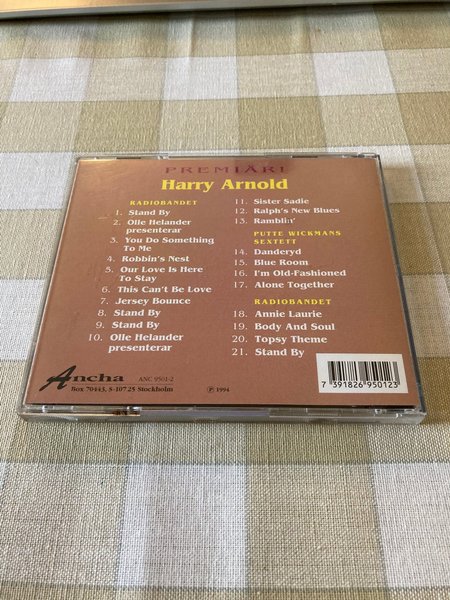 PREMIÄR!
Harry Arnold
RADIOBANDET
1. Stand By
2. Olle Helander
presenterar
3. You Do Something
To Me
4. Robbin's Nest
5. Our Love Is Here
To Stay
6. This Can't Be Love
7. Jersey Bounce
8. Stand By
9. Stand By
10. Olle Helander
presenterar
11. Sister Sadie
12. Ralph's New Blues
13. Ramblin'
PUTTE WICKMANS
SEXTETT
14. Danderyd
15. Blue Room
16. I'm Old-Fashioned
17. Alone Together
RADIOBANDET
18. Annie Laurie
19. Body And Soul
20. Topsy Theme
21. Stand By
Ancha
ANC 9501-2
Box 70443, S-107 25 Stockholm
℗ 1994
7 391826 950123